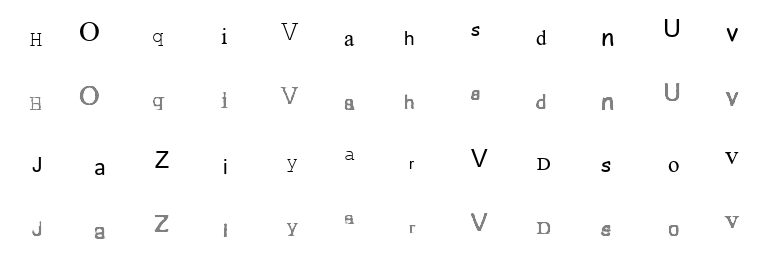 H O q i V a h s d n U v
H O q i V a h s d n U v
J a Z i y a r V D s o v
J a Z i y a r V D s o v